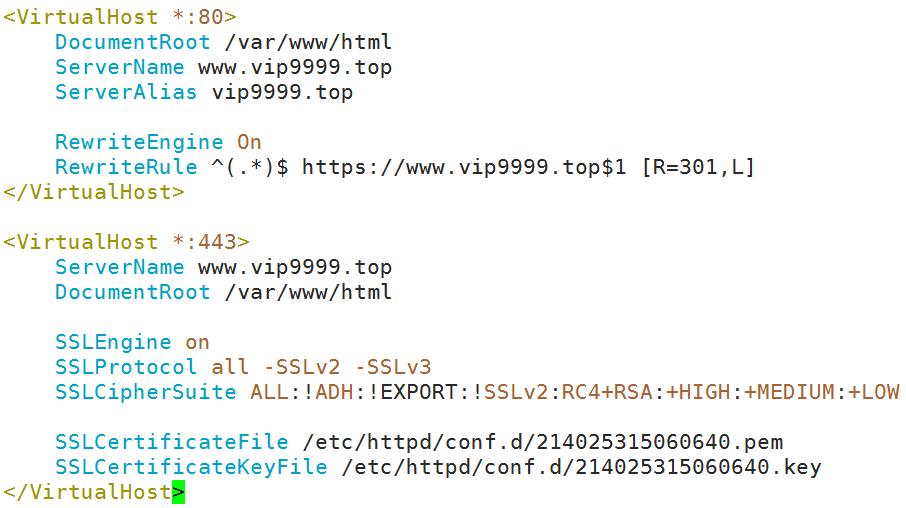 <VirtualHost *:80>
    DocumentRoot /var/www/html
    ServerName www.vip9999.top
    ServerAlias vip9999.top

    RewriteEngine On
    RewriteRule ^(.*)$ https://www.vip9999.top$1 [R=301,L]
</VirtualHost>

<VirtualHost *:443>
    ServerName www.vip9999.top
    DocumentRoot /var/www/html

    SSLEngine on
    SSLProtocol all -SSLv2 -SSLv3
    SSLCipherSuite ALL:!ADH:!EXPORT:!SSLv2:RC4+RSA:+HIGH:+MEDIUM:+LOW

    SSLCertificateFile /etc/httpd/conf.d/214025315060640.pem
    SSLCertificateKeyFile /etc/httpd/conf.d/214025315060640.key
</VirtualHost>